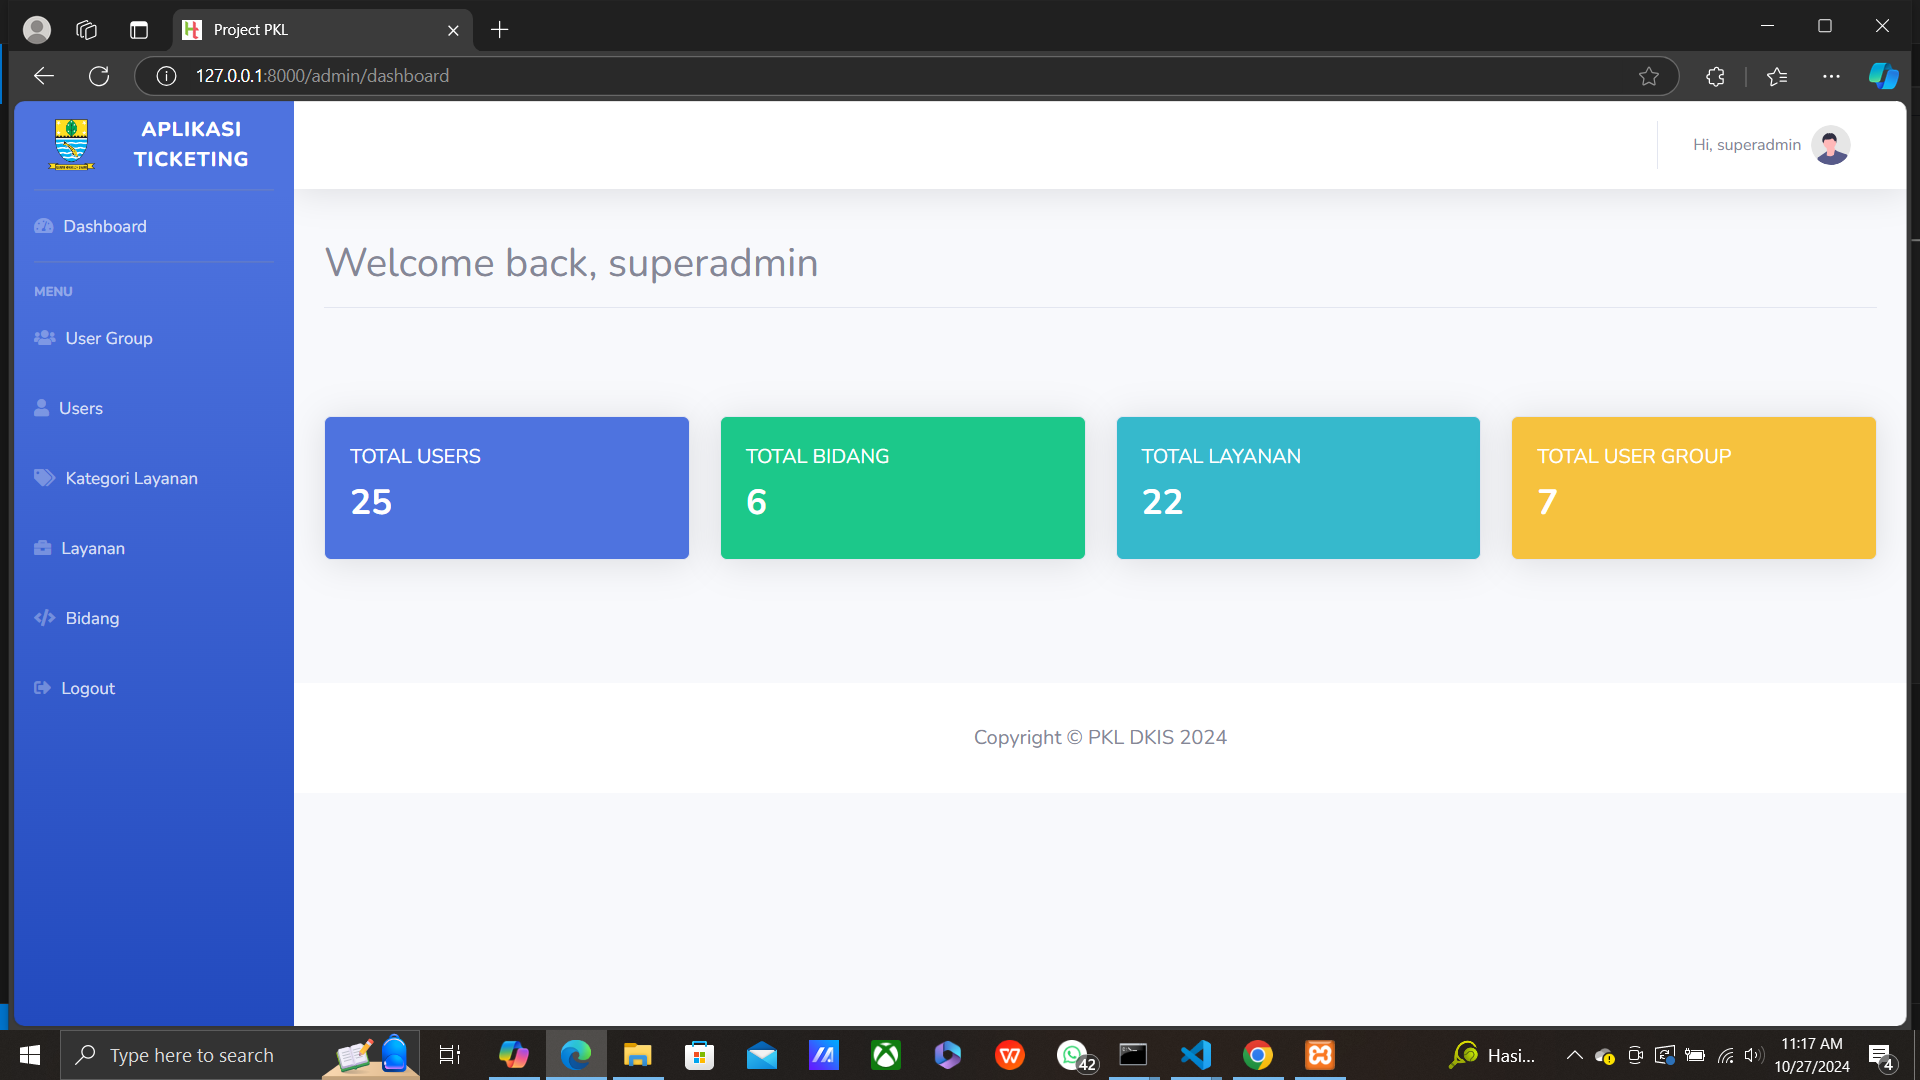 Project PKL
127.0.0.1:8000/admin/dashboard
APLIKASI
TICKETING
Hi, superadmin
Dashboard
Welcome back, superadmin
MENU
User Group
Users
Kategori Layanan
Layanan
Bidang
Logout
TOTAL USERS
25
TOTAL BIDANG
6
TOTAL LAYANAN
22
TOTAL USER GROUP
7
Copyright © PKL DKIS 2024
Type here to search
42
Hasi...
11:17 AM
10/27/2024
4